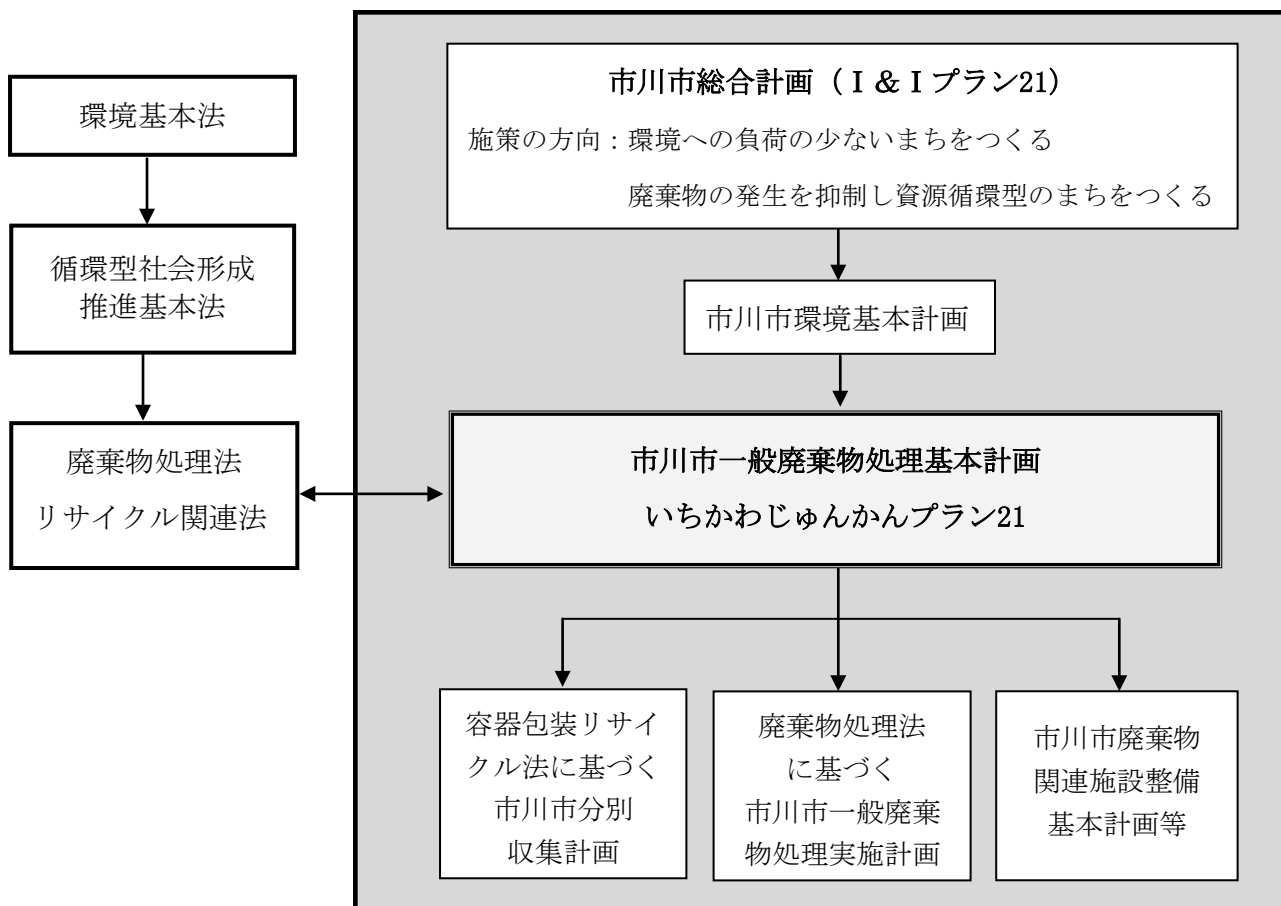 環境基本法
循環型社会形成
推進基本法
廃棄物処理法
リサイクル関連法
市川市総合計画（Ⅰ＆Ⅰプラン21）
施策の方向：環境への負荷の少ないまちをつくる
廃棄物の発生を抑制し資源循環型のまちをつくる
市川市環境基本計画
市川市一般廃棄物処理基本計画
いちかわじゅんかんプラン21
容器包装リサイ
クル法に基づく
市川市分別
収集計画
廃棄物処理法
に基づく
市川市一般廃棄
物処理実施計画
市川市廃棄物
関連施設整備
基本計画等